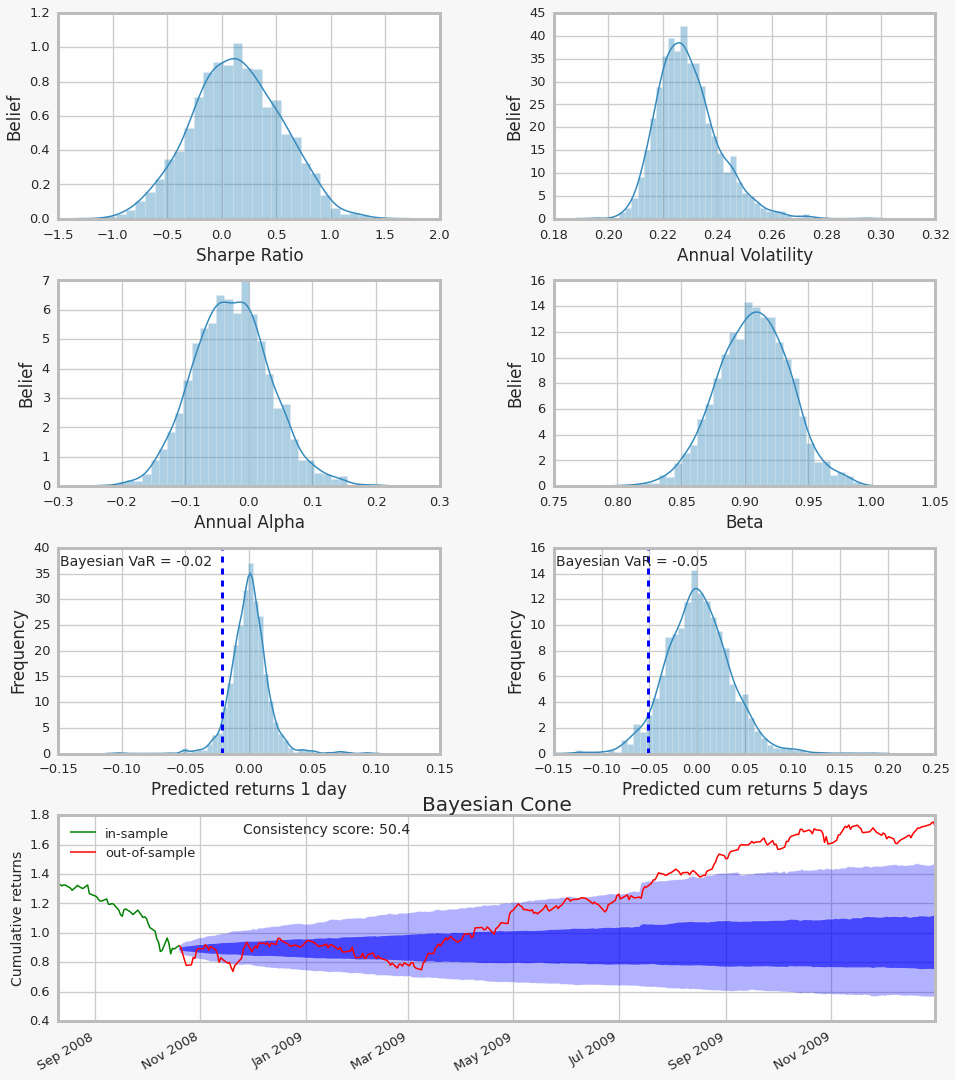 1.2
1.0
0.8
0.6
0.4
0.2
0.0
Belief
−1.5 −1.0 −0.5 0.0 0.5 1.0 1.5 2.0
Sharpe Ratio
45
40
35
30
25
20
15
10
5
0
Belief
0.18 0.20 0.22 0.24 0.26 0.28 0.30 0.32
Annual Volatility
7
6
5
4
3
2
1
0
Belief
−0.3 −0.2 −0.1 0.0 0.1 0.2 0.3
Annual Alpha
16
14
12
10
8
6
4
2
0
Belief
0.75 0.80 0.85 0.90 0.95 1.00 1.05
Beta
40
35
30
25
20
15
10
5
0
Frequency
Bayesian VaR = -0.02
−0.15 −0.10 −0.05 0.00 0.05 0.10 0.15
Predicted returns 1 day
16
14
12
10
8
6
4
2
0
Frequency
Bayesian VaR = -0.05
−0.15 −0.10 −0.05 0.00 0.05 0.10 0.15 0.20 0.25
Predicted cum returns 5 days
Bayesian Cone
1.8
1.6
1.4
1.2
1.0
0.8
0.6
0.4
Cumulative returns
in-sample
out-of-sample
Consistency score: 50.4
Sep 2008 Nov 2008 Jan 2009 Mar 2009 May 2009 Jul 2009 Sep 2009 Nov 2009